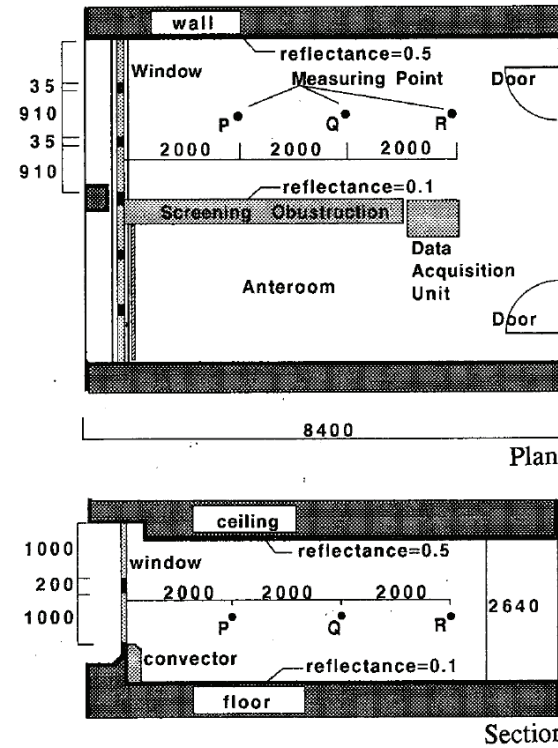 wall
reflectance=0.5
Window
Measuring Point
Door
35
910
35
910
P
Q
R
2000
2000
2000
reflectance=0.1
Screening Obustruction
Data
Acquisition
Unit
Anteroom
Door
8400
Plan
ceiling
reflectance=0.5
1000
200
1000
window
2000
2000
2000
P
Q
R
2640
convector
reflectance=0.1
floor
Section